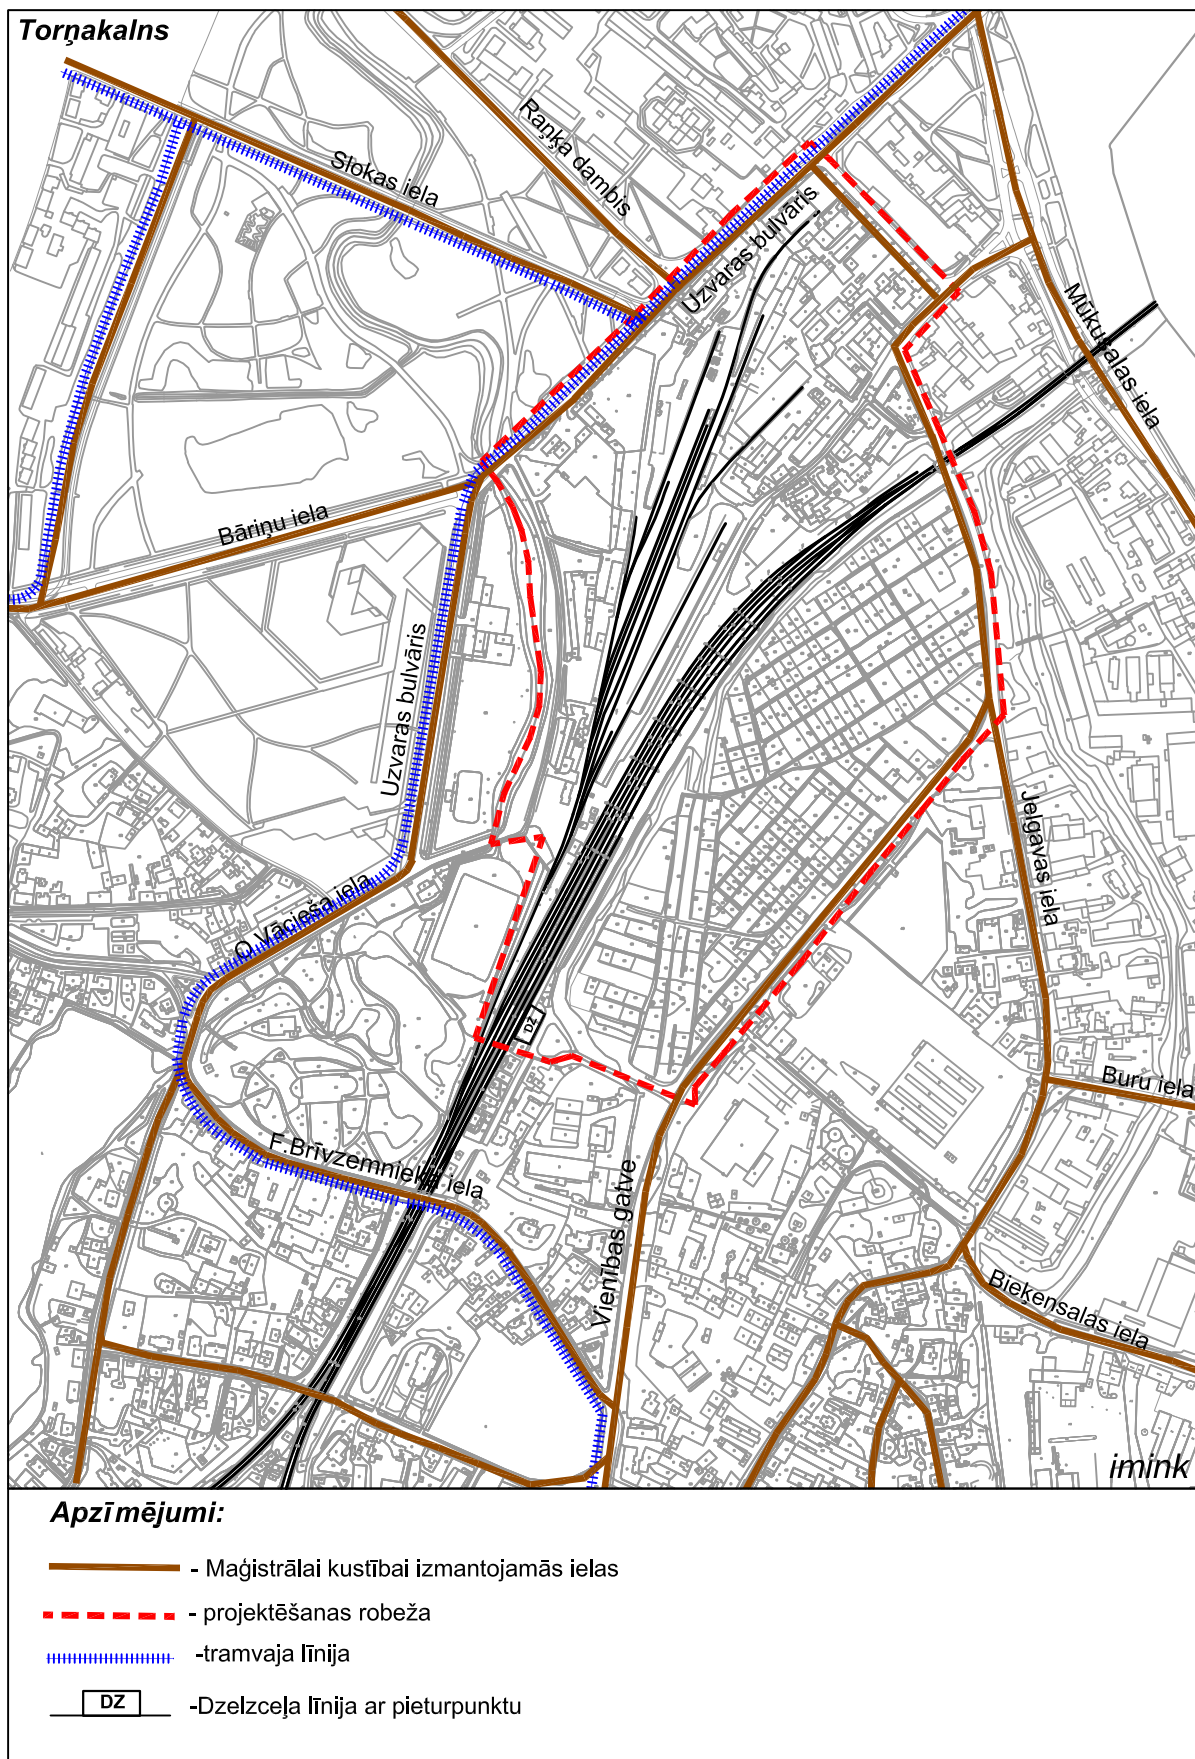 Torņakalns
Raņķa dambis
Slokas iela
Uzvaras bulvāris
Mūkusalas iela
Bāriņu iela
Uzvaras bulvāris
Jelgavas iela
O.Vācieša iela
DZ
Buru iela
F.Brīvzemnieka iela
Vienības gatve
Bieķensalas iela
imink
Apzīmējumi:
- Maģistrālai kustībai izmantojamās ielas
- projektēšanas robeža
-tramvaja līnija
DZ -Dzelzceļa līnija ar pieturpunktu